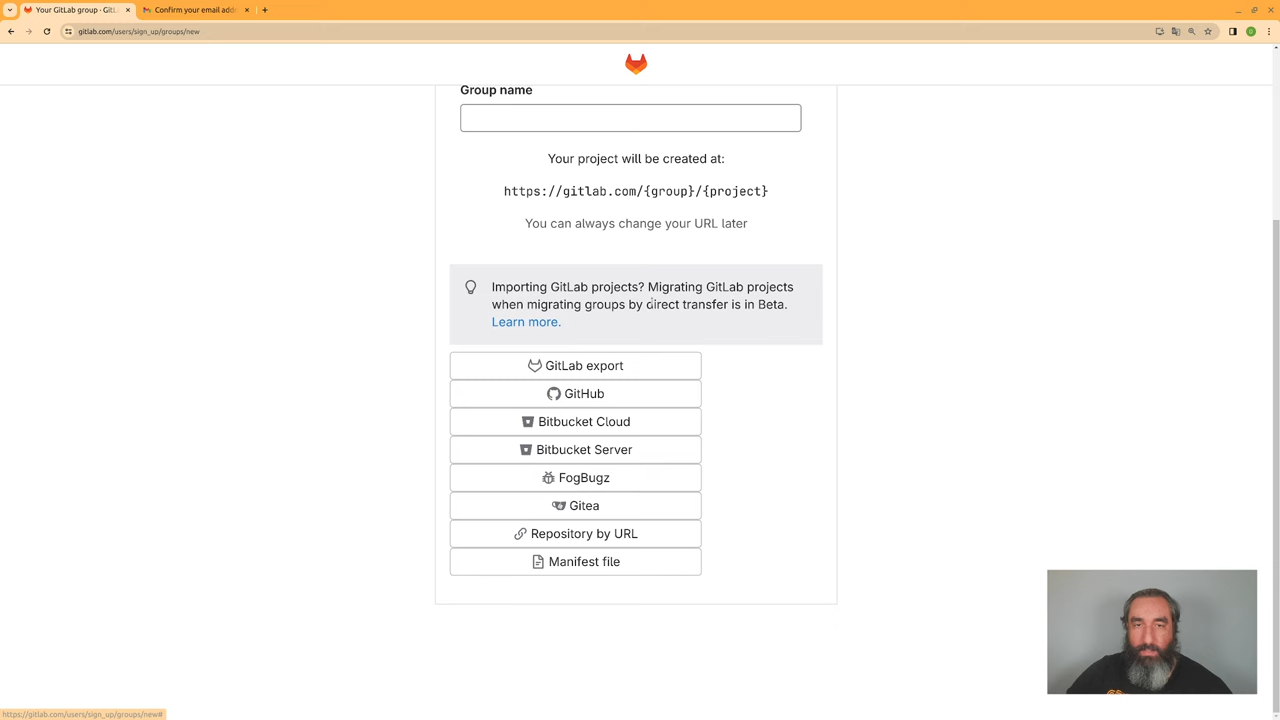 Your GitLab group · GitL
Confirm your email add
gitlab.com/users/sign_up/groups/new
Group name
Your project will be created at:
https://gitlab.com/{group}/{project}
You can always change your URL later
Importing GitLab projects? Migrating GitLab projects
when migrating groups by direct transfer is in Beta.
Learn more.
GitLab export
GitHub
Bitbucket Cloud
Bitbucket Server
FogBugz
Gitea
Repository by URL
Manifest file
https://gitlab.com/users/sign_up/groups/new#